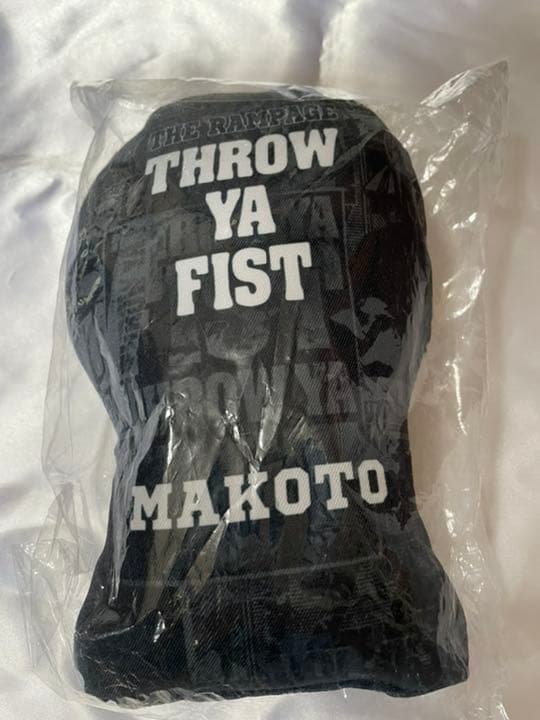 THE RAMPAGE
THROW
YA
FIST
MAKOTO